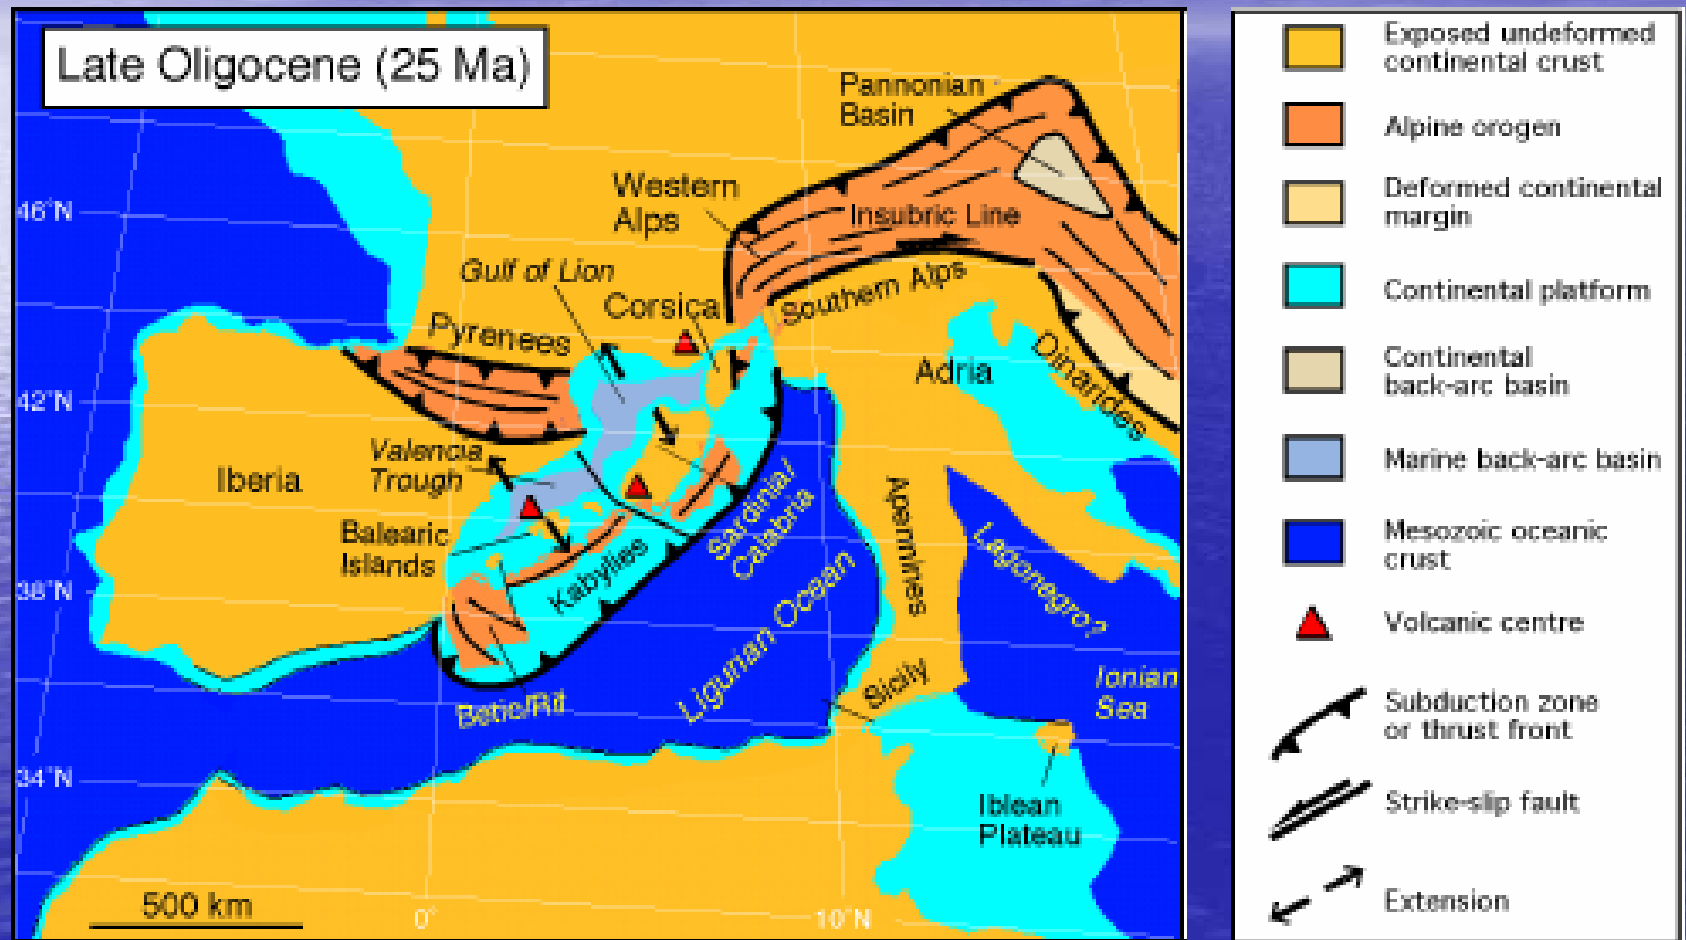 Late Oligocene (25 Ma)
Pannonian
Basin
Western
Alps
Insubric Line
46°N
Gulf of Lion
Corsica
Southern Alps
Pyrenees
Adria
Dinarides
42°N
Valencia
Trough
Iberia
Sardinia/
Calabria
Apennines
Lagonegro?
Balearic
Islands
Kabylies
38°N
Ligurian Ocean
Betic/Rif
Sicily
Ionian
Sea
34°N
Iblean
Plateau
500 km
0°
10°N
Exposed undeformed
continental crust
Alpine orogen
Deformed continental
margin
Continental platform
Continental
back-arc basin
Marine back-arc basin
Mesozoic oceanic
crust
Volcanic centre
Subduction zone
or thrust front
Strike-slip fault
Extension